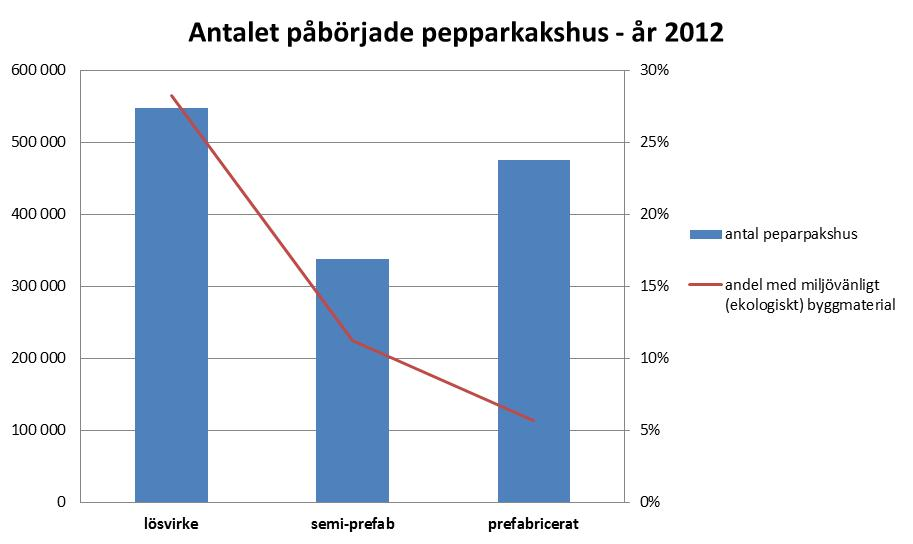 Antalet påbörjade pepparkakshus - år 2012
600 000
500 000
400 000
300 000
200 000
100 000
0
30%
25%
20%
15%
10%
5%
0%
lösvirke
semi-prefab
prefabricerat
antal peparpakshus
andel med miljövänligt
(ekologiskt) byggmaterial